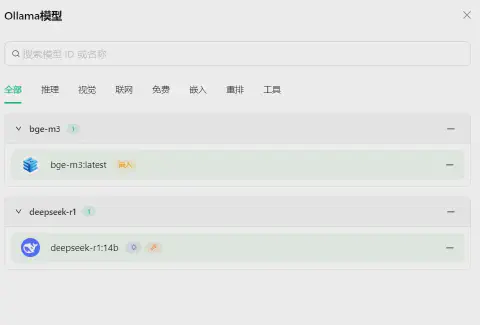 Ollama模型
搜索模型 ID 或名称
全部 推理 视觉 联网 免费 嵌入 重排 工具
bge-m3 1
bge-m3:latest 嵌入
deepseek-r1 1
deepseek-r1:14b